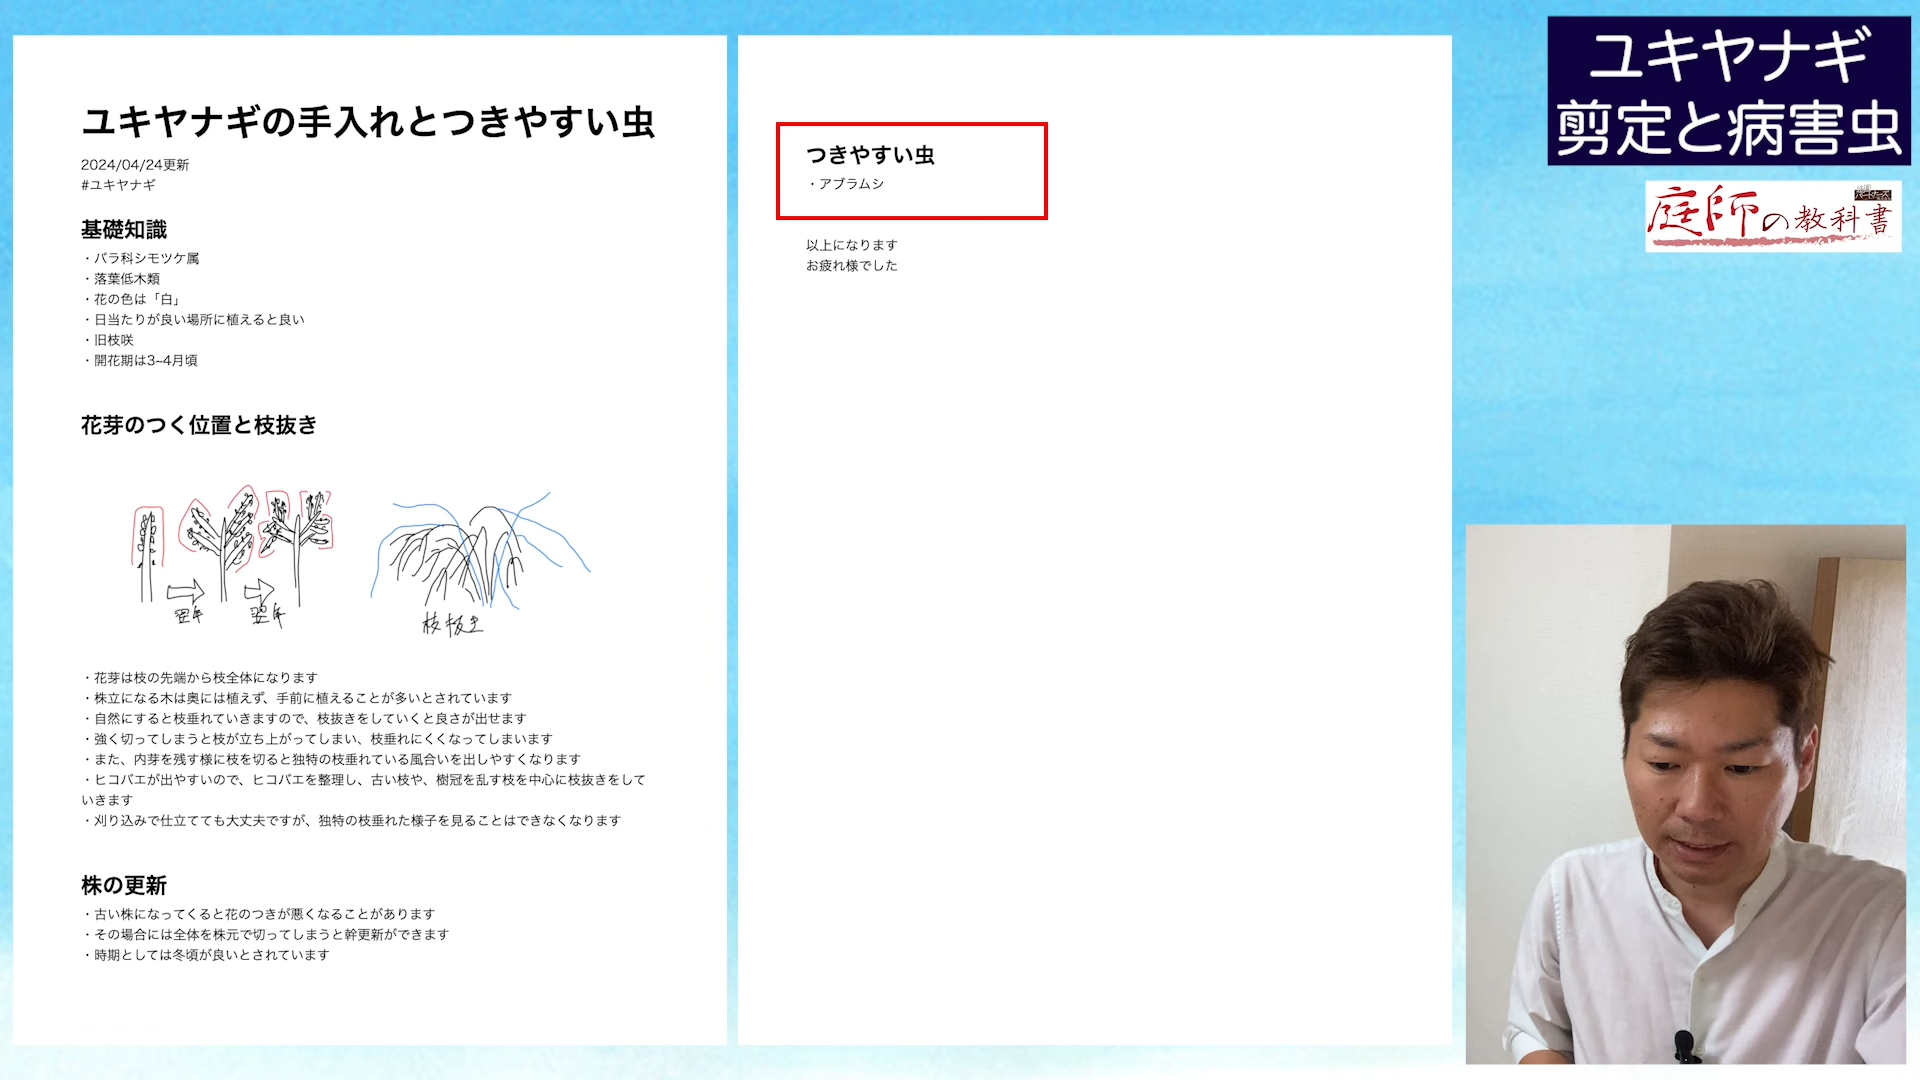 ユキヤナギの手入れとつきやすい虫
2024/04/24更新
#ユキヤナギ
基礎知識
・バラ科シモツケ属
・落葉低木類
・花の色は「白」
・日当たりが良い場所に植えると良い
・旧枝咲
・開花期は3~4月頃
花芽のつく位置と枝抜き
翌年
翌年
枝抜き
・花芽は枝の先端から枝全体になります
・株立になる木は奥には植えず、手前に植えることが多いとされています
・自然にすると枝垂れていきますので、枝抜きをしていくと良さが出せます
・強く切ってしまうと枝が立ち上がってしまい、枝垂れにくくなってしまいます
・また、内芽を残す様に枝を切ると独特の枝垂れている風合いを出しやすくなります
・ヒコバエが出やすいので、ヒコバエを整理し、古い枝や、樹冠を乱す枝を中心に枝抜きをして
いきます
・刈り込みで仕立てても大丈夫ですが、独特の枝垂れた様子を見ることはできなくなります
株の更新
・古い株になってくると花のつきが悪くなることがあります
・その場合には全体を株元で切ってしまうと幹更新ができます
・時期としては冬頃が良いとされています
つきやすい虫
・アブラムシ
以上になります
お疲れ様でした
ユキヤナギ
剪定と病害虫
庭師の教科書